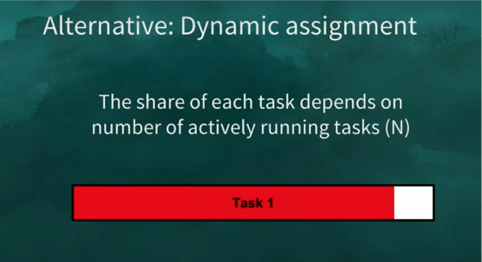 Alternative: Dynamic assignment
The share of each task depends on
number of actively running tasks (N)
Task 1